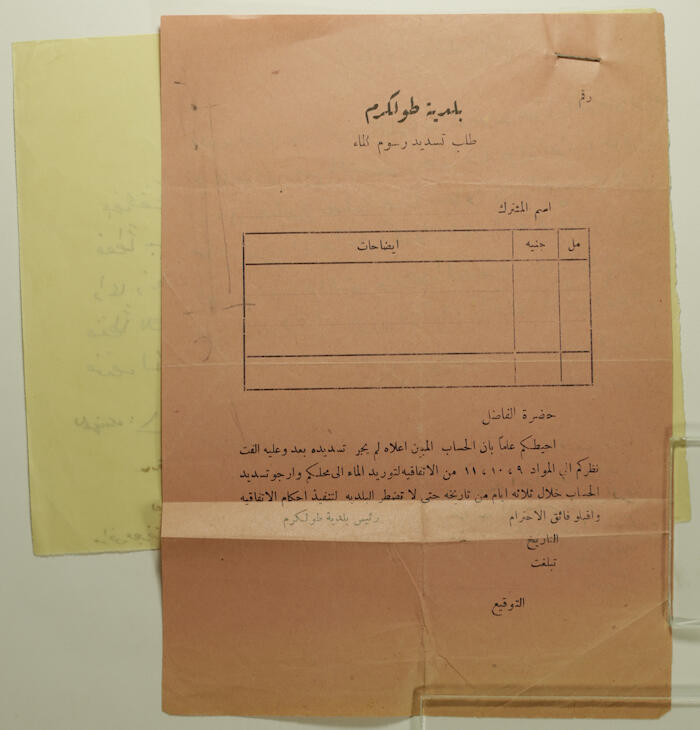 رقم
بلدية طولكرم
طلب تسديد رسوم الماء
اسم المشترك
مل جنيه ايضاحات
حضرة الفاضل
احيطكم علماً بان الحساب المبين اعلاه لم يجر تسديده بعد وعليه الفت
نظركم الى المواد ٩ ، ١٠ ، ١١ من الاتفاقيه لتوريد الماء الى محلكم وارجو تسديد
الحساب خلال ثلاثه ايام من تاريخه حتى لا تضطر البلديه لتنفيذ احكام الاتفاقية
واقبلو فائق الاحترام رئيس بلدية طولكرم
التاريخ
تبلغت
التوقيع